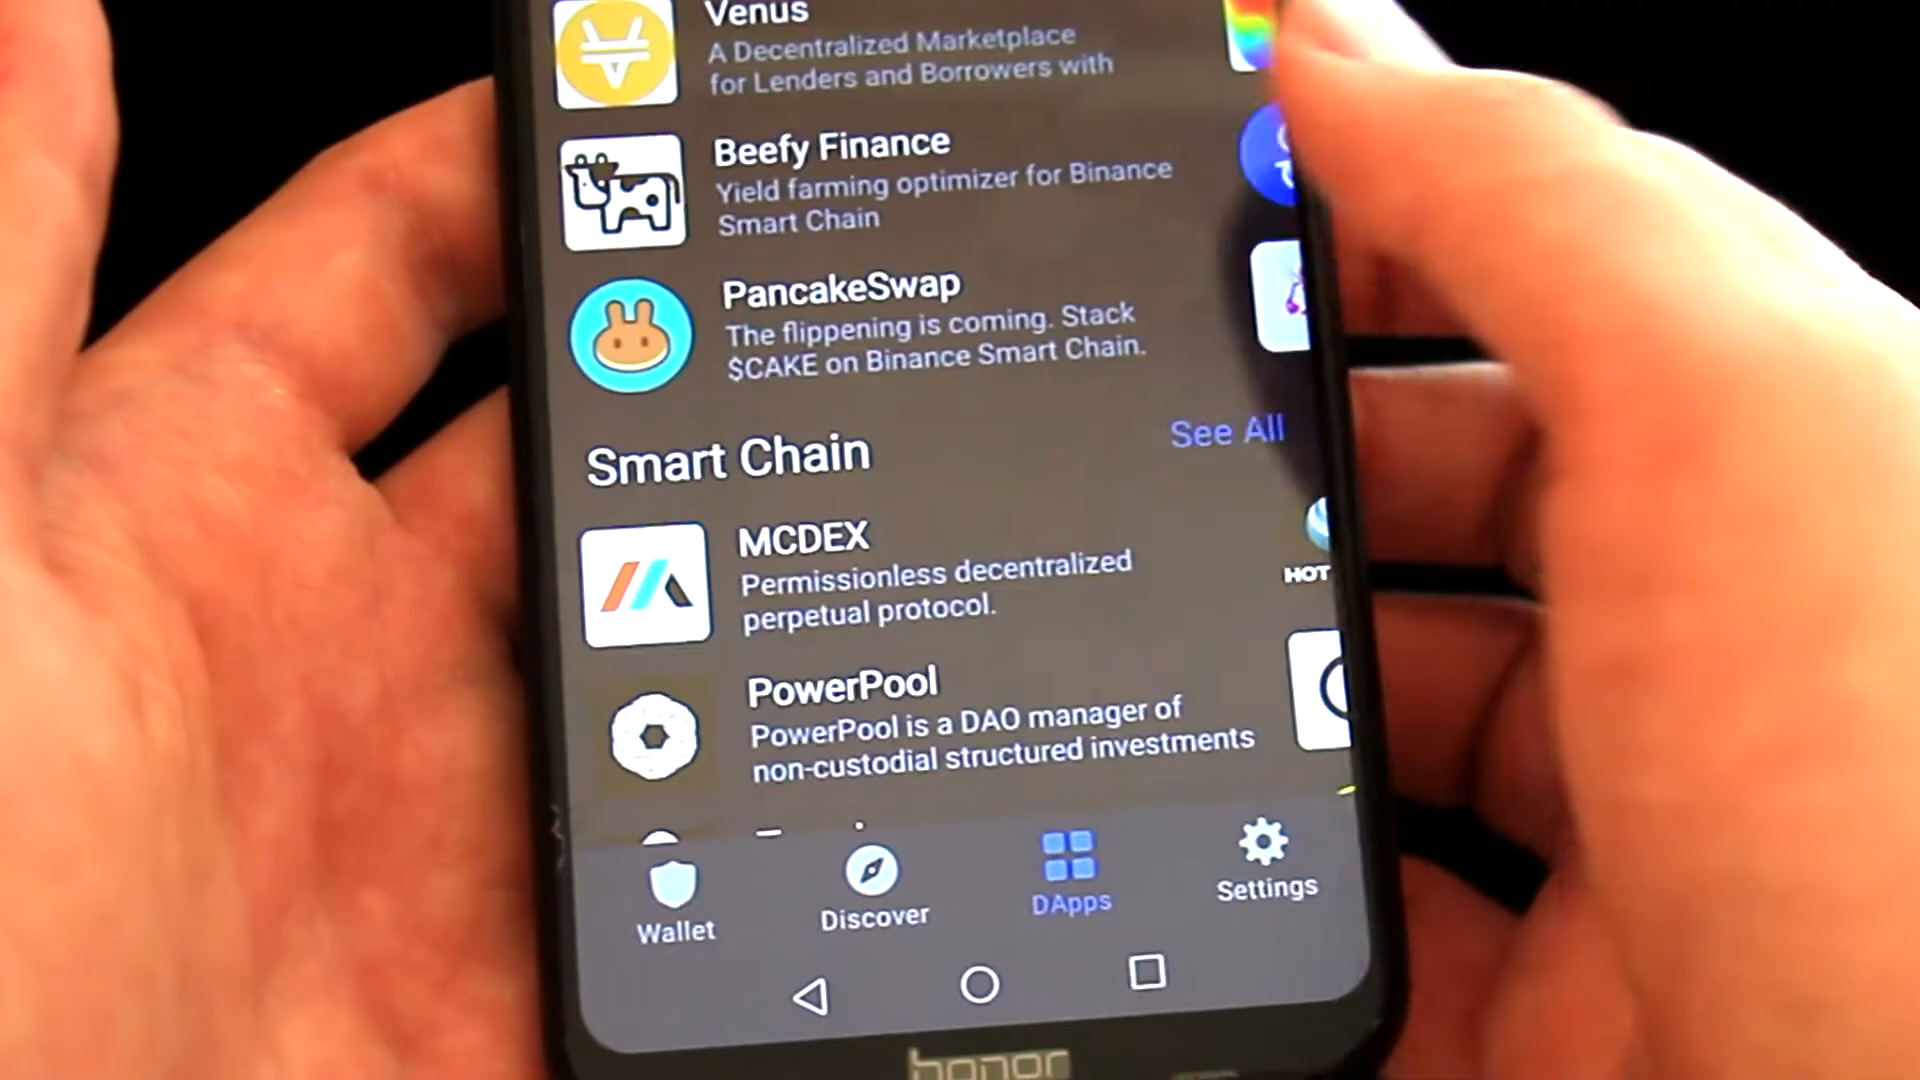 Venus
A Decentralized Marketplace
for Lenders and Borrowers with
Beefy Finance
Yield farming optimizer for Binance
Smart Chain
PancakeSwap
The flippening is coming. Stack
$CAKE on Binance Smart Chain.
Smart Chain
See All
MCDEX
Permissionless decentralized
perpetual protocol.
HOT
PowerPool
PowerPool is a DAO manager of
non-custodial structured investments
Wallet
Discover
DApps
Settings
honor